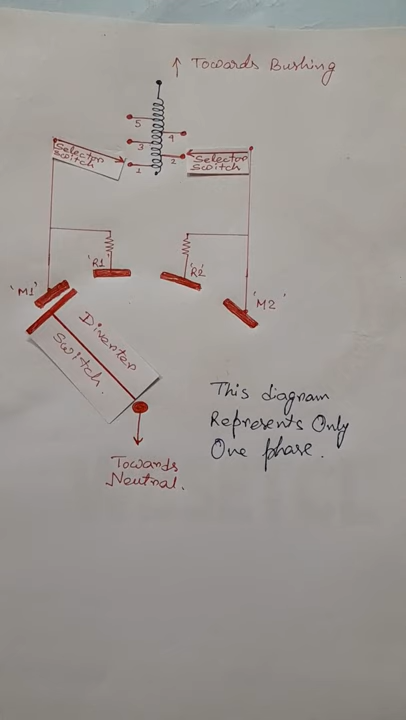 ↑ Towards Bushing
5
4
3
2
1
Selector
Switch
Selector
Switch
'R1'
'R2'
'M1'
'M2'
Diverter
Switch.
This diagram
Represents Only
One phase.
Towards
Neutral.